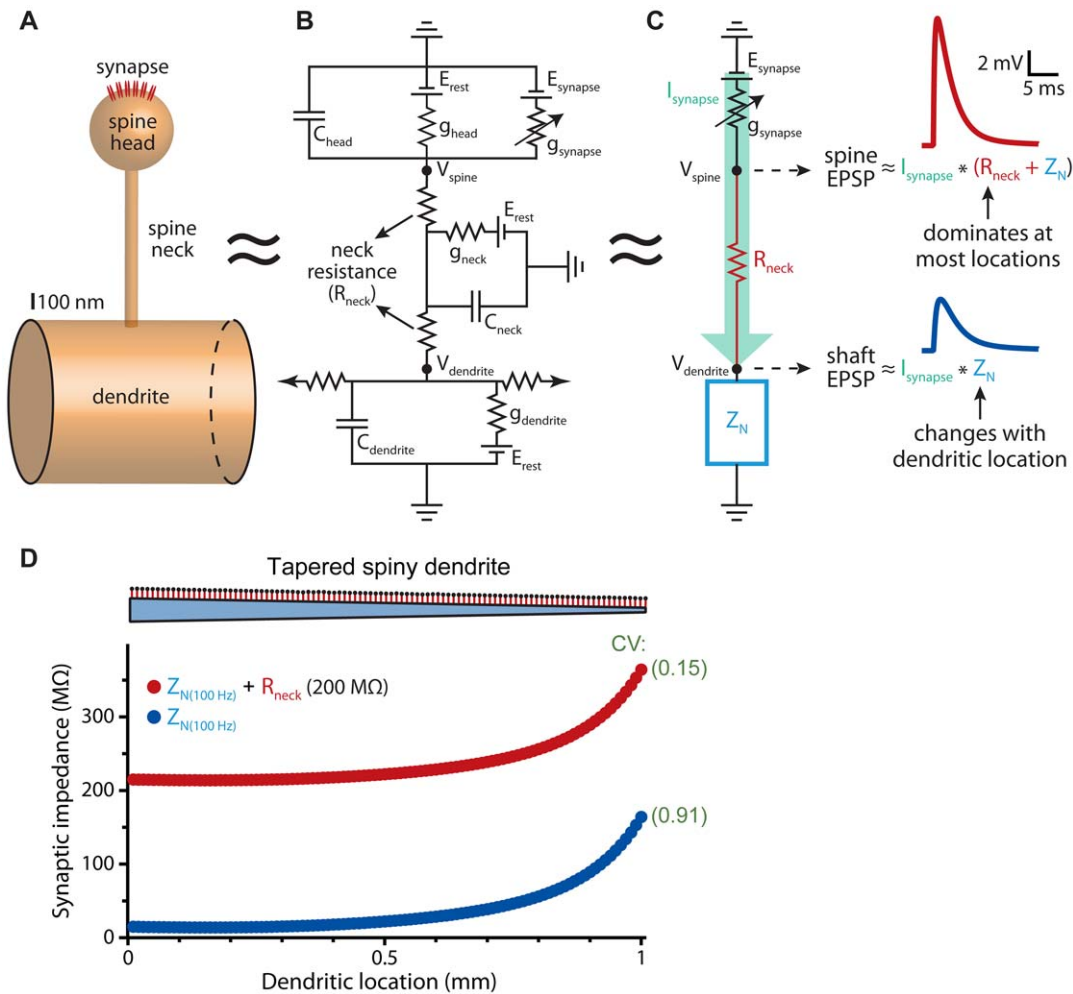 A
synapse
spine
head
spine
neck
100 nm
dendrite
B
E_rest
E_synapse
C_head
g_head
g_synapse
V_spine
E_rest
neck
resistance
(R_neck)
g_neck
C_neck
V_dendrite
g_dendrite
C_dendrite
E_rest
C
E_synapse
I_synapse
g_synapse
V_spine
R_neck
V_dendrite
Z_N
2 mV
5 ms
spine
EPSP ≈ I_synapse * (R_neck + Z_N)
dominates at
most locations
shaft
EPSP ≈ I_synapse * Z_N
changes with
dendritic location
≈ ≈
D
Tapered spiny dendrite
CV:
(0.15)
Z_N(100 Hz) + R_neck (200 MΩ)
Z_N(100 Hz)
(0.91)
Synaptic impedance (MΩ)
300
200
100
0
0 0.5 1
Dendritic location (mm)